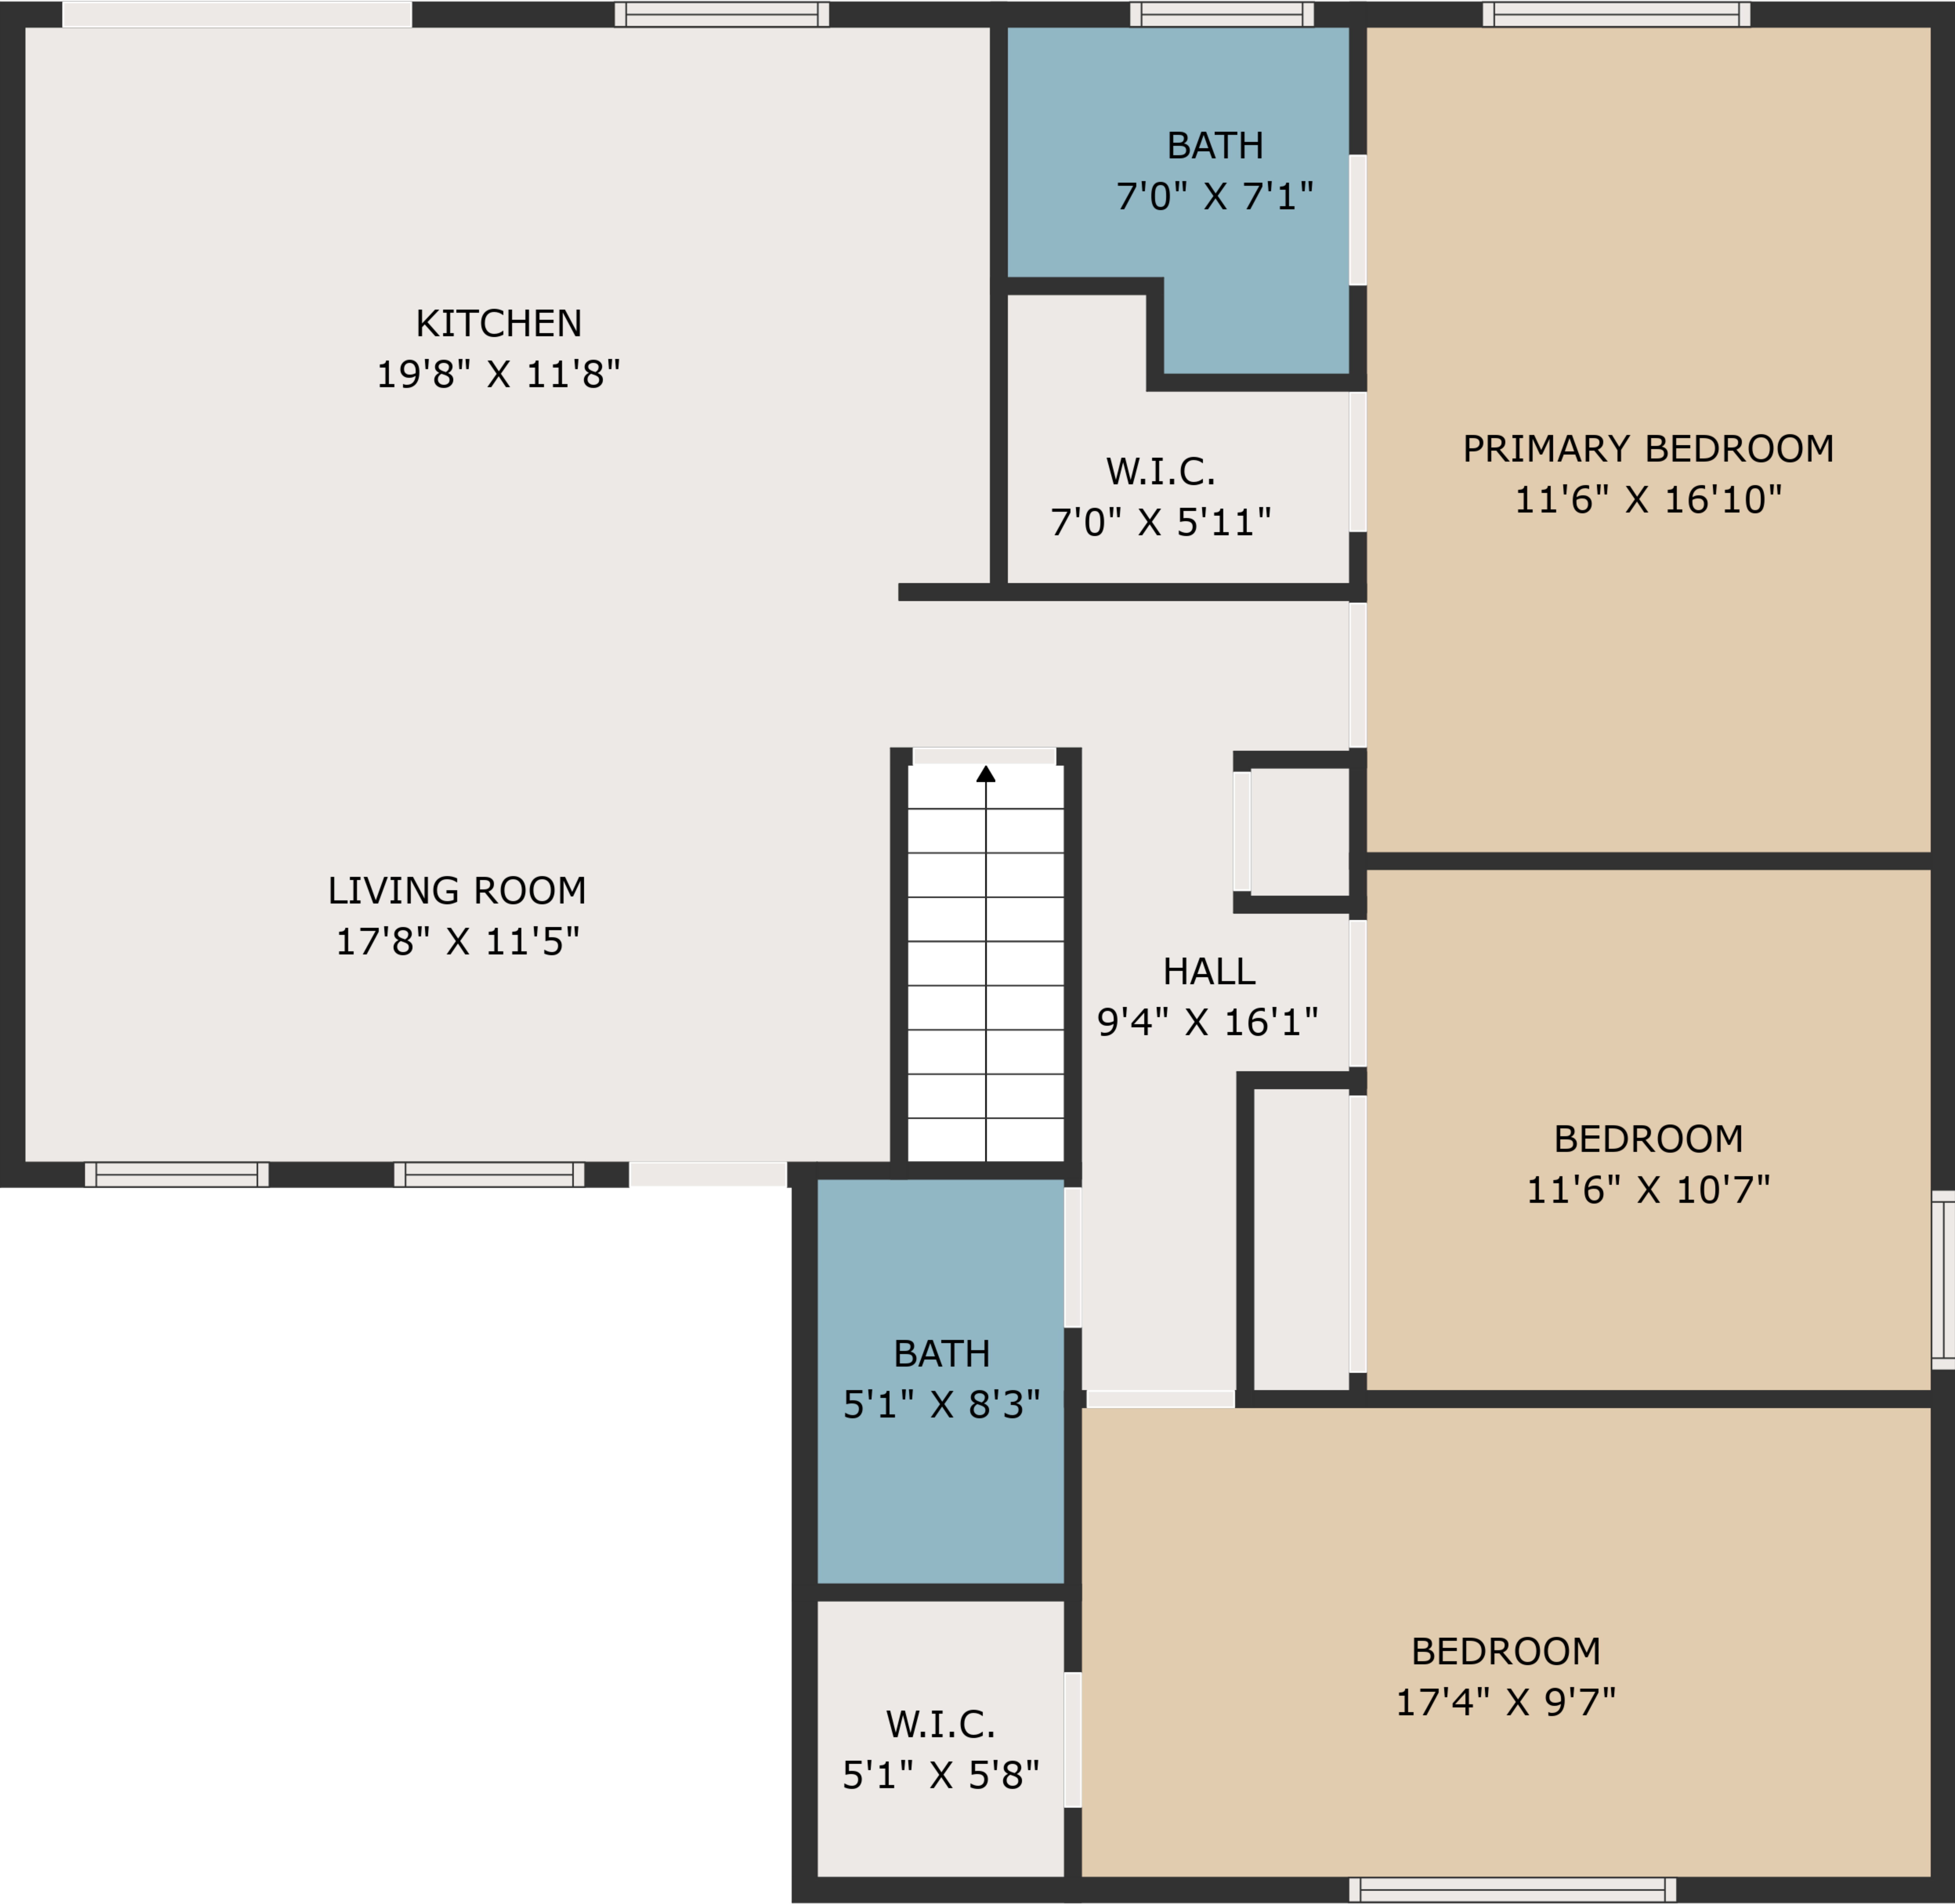 BATH
7'0" X 7'1"
KITCHEN
19'8" X 11'8"
PRIMARY BEDROOM
11'6" X 16'10"
W.I.C.
7'0" X 5'11"
LIVING ROOM
17'8" X 11'5"
HALL
9'4" X 16'1"
BEDROOM
11'6" X 10'7"
BATH
5'1" X 8'3"
BEDROOM
17'4" X 9'7"
W.I.C.
5'1" X 5'8"